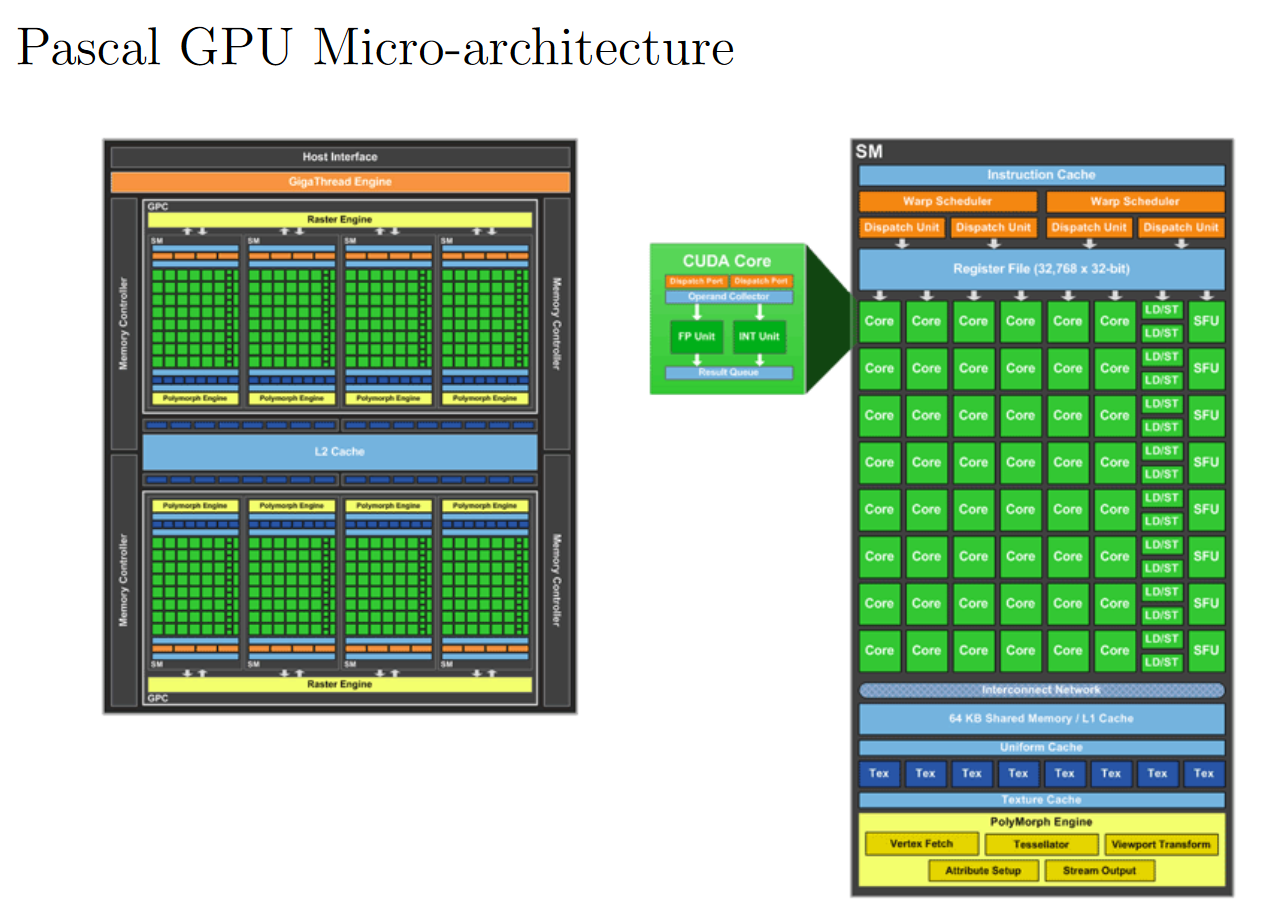 Pascal GPU Micro-architecture
Host Interface
GigaThread Engine
GPC
Raster Engine
SM SM SM SM
Memory Controller
Memory Controller
Polymorph Engine Polymorph Engine Polymorph Engine Polymorph Engine
L2 Cache
Polymorph Engine Polymorph Engine Polymorph Engine Polymorph Engine
Memory Controller
Memory Controller
SM SM SM SM
Raster Engine
GPC
CUDA Core
Dispatch Port Dispatch Port
Operand Collector
FP Unit INT Unit
Result Queue
SM
Instruction Cache
Warp Scheduler Warp Scheduler
Dispatch Unit Dispatch Unit Dispatch Unit Dispatch Unit
Register File (32,768 x 32-bit)
Core Core Core Core Core Core LD/ST SFU
LD/ST
Core Core Core Core Core Core LD/ST SFU
LD/ST
Core Core Core Core Core Core LD/ST SFU
LD/ST
Core Core Core Core Core Core LD/ST SFU
LD/ST
Core Core Core Core Core Core LD/ST SFU
LD/ST
Core Core Core Core Core Core LD/ST SFU
LD/ST
Core Core Core Core Core Core LD/ST SFU
LD/ST
Core Core Core Core Core Core LD/ST SFU
LD/ST
Interconnect Network
64 KB Shared Memory / L1 Cache
Uniform Cache
Tex Tex Tex Tex Tex Tex Tex Tex
Texture Cache
PolyMorph Engine
Vertex Fetch Tessellator Viewport Transform
Attribute Setup Stream Output